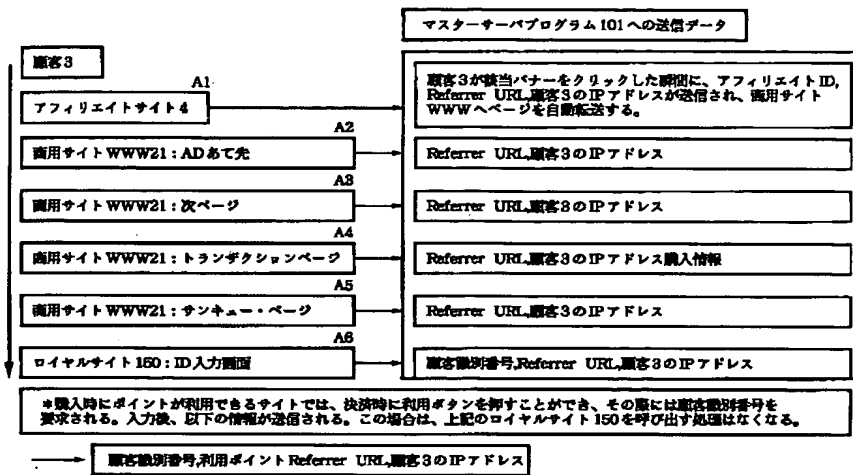 マスターサーバプログラム101への送信データ
顧客3
A1
アフィリエイトサイト4
顧客3が該当バナーをクリックした瞬間に、アフィリエイトID,
Referrer URL,顧客3のIPアドレスが送信され、商用サイト
WWWへページを自動転送する。
A2
商用サイトWWW21:ADあて先
Referrer URL,顧客3のIPアドレス
A3
商用サイトWWW21:次ページ
Referrer URL,顧客3のIPアドレス
A4
商用サイトWWW21:トランザクションページ
Referrer URL,顧客3のIPアドレス購入情報
A5
商用サイトWWW21:サンキュー・ページ
Referrer URL,顧客3のIPアドレス
A6
ロイヤルサイト150:ID入力画面
顧客識別番号,Referrer URL,顧客3のIPアドレス
*購入時にポイントが利用できるサイトでは、決済時に利用ボタンを押すことができ、その際には顧客識別番号を
要求される。入力後、以下の情報が送信される。この場合は、上記のロイヤルサイト150を呼び出す処理はなくなる。
顧客識別番号,利用ポイントReferrer URL,顧客3のIPアドレス